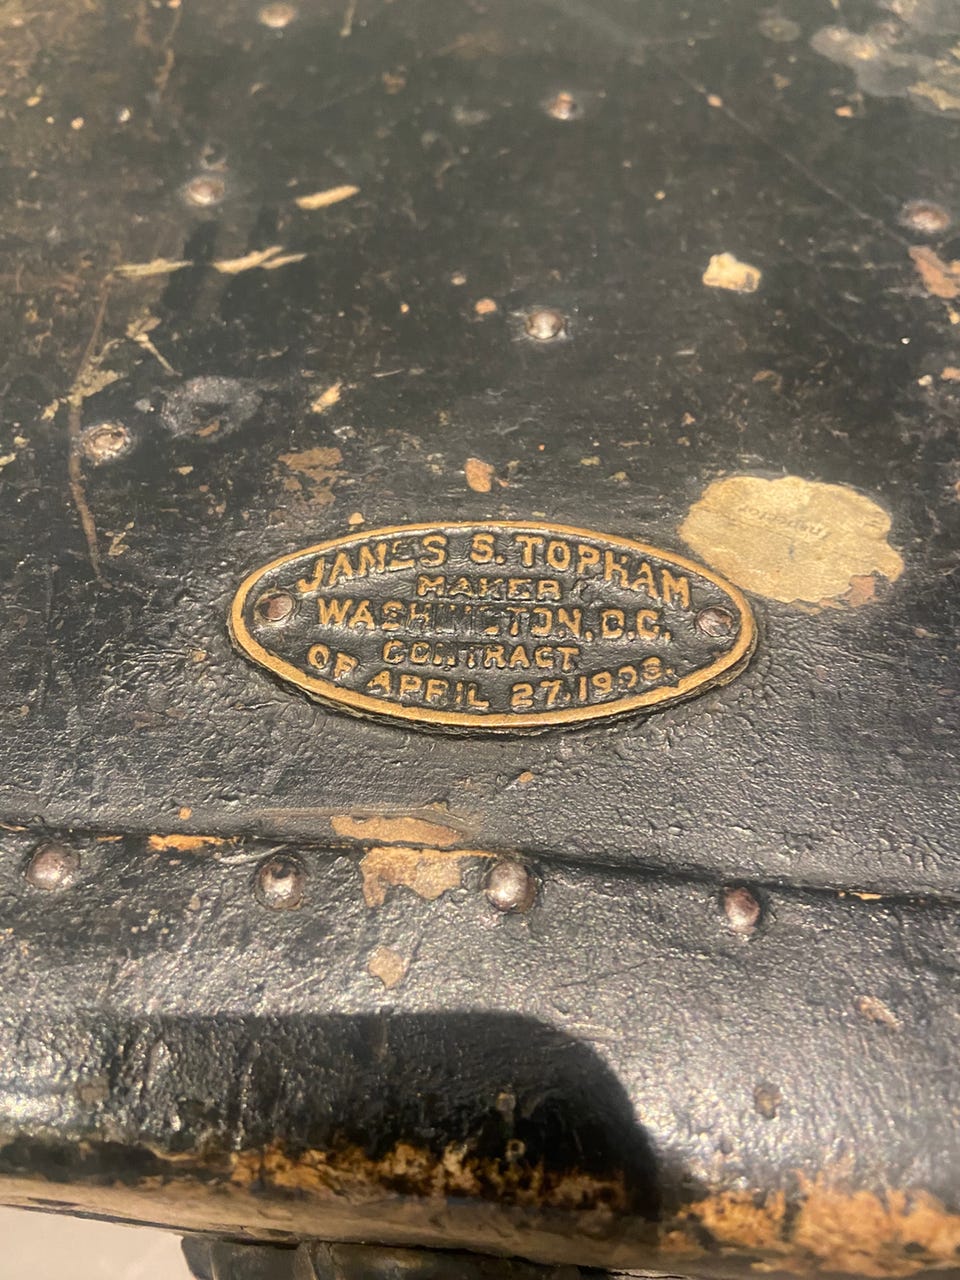 JAMES S. TOPHAM
MAKER
WASHINGTON, D.C.
CONTRACT
OF APRIL 27, 1903.